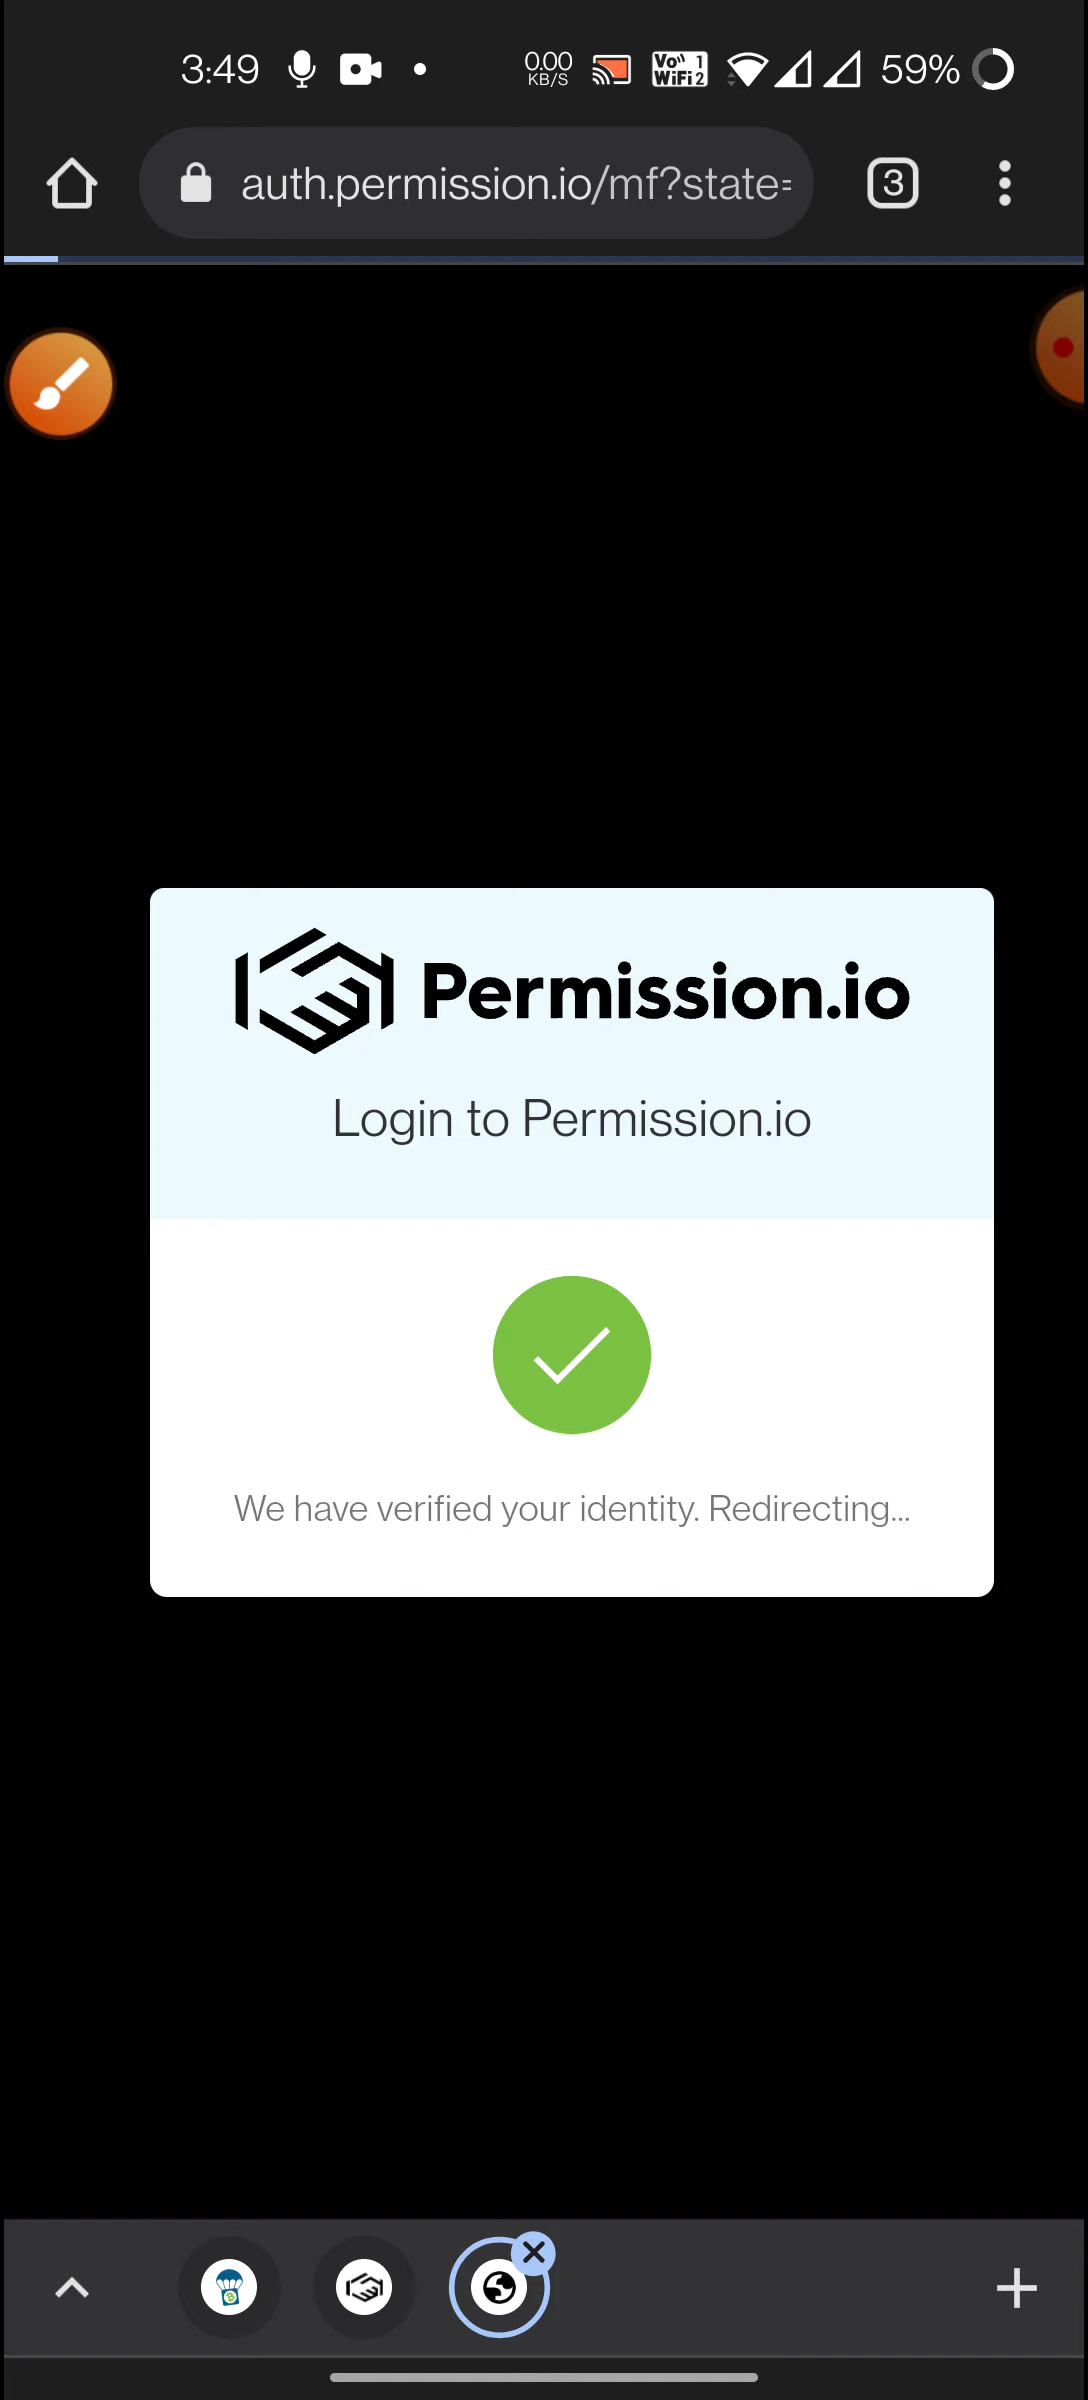 3:49
0.00
KB/S
Vo 1
WiFi 2
59%
auth.permission.io/mf?state=
3
Permission.io
Login to Permission.io
We have verified your identity. Redirecting...